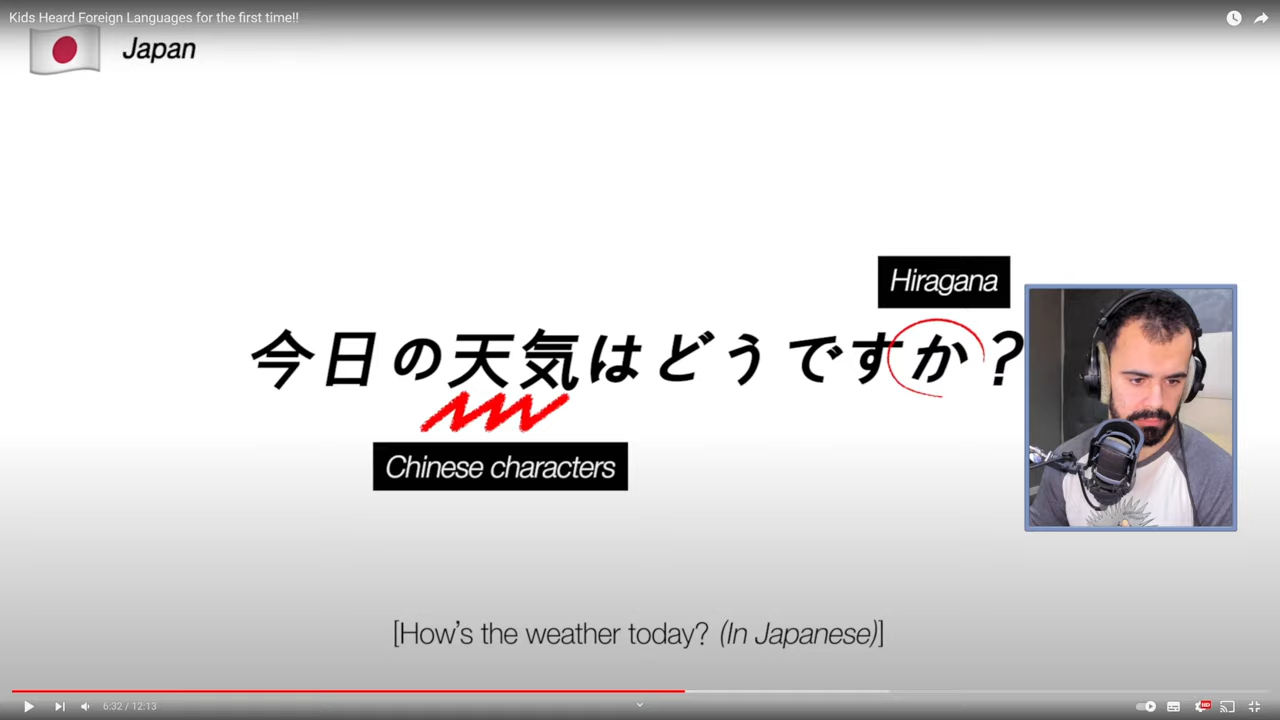 Kids Heard Foreign Languages for the first time!!
Japan
Hiragana
今日の天気はどうですか？
Chinese characters
[How's the weather today? (In Japanese)]
6:32 / 12:13
HD